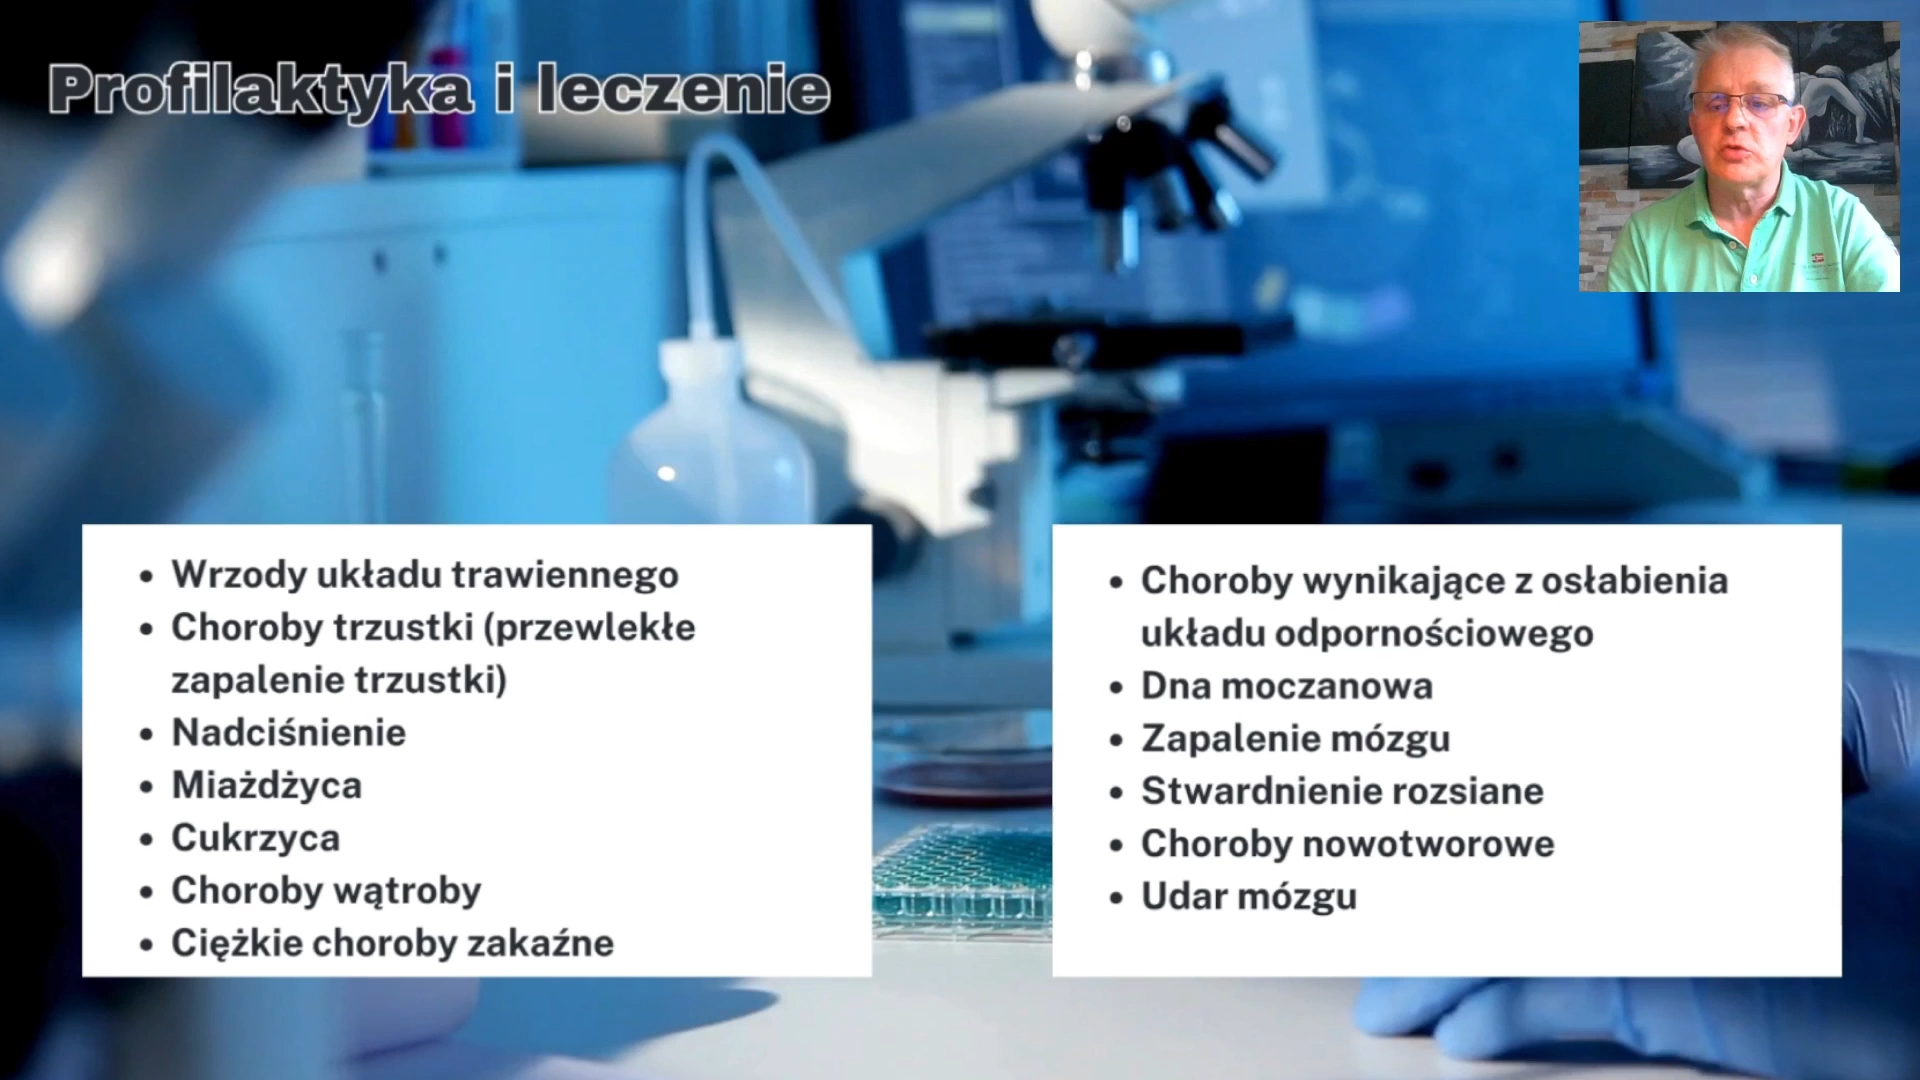 Profilaktyka i leczenie
Wrzody układu trawiennego
Choroby trzustki (przewlekłe
zapalenie trzustki)
Nadciśnienie
Miażdżyca
Cukrzyca
Choroby wątroby
Ciężkie choroby zakaźne
Choroby wynikające z osłabienia
układu odpornościowego
Dna moczanowa
Zapalenie mózgu
Stwardnienie rozsiane
Choroby nowotworowe
Udar mózgu